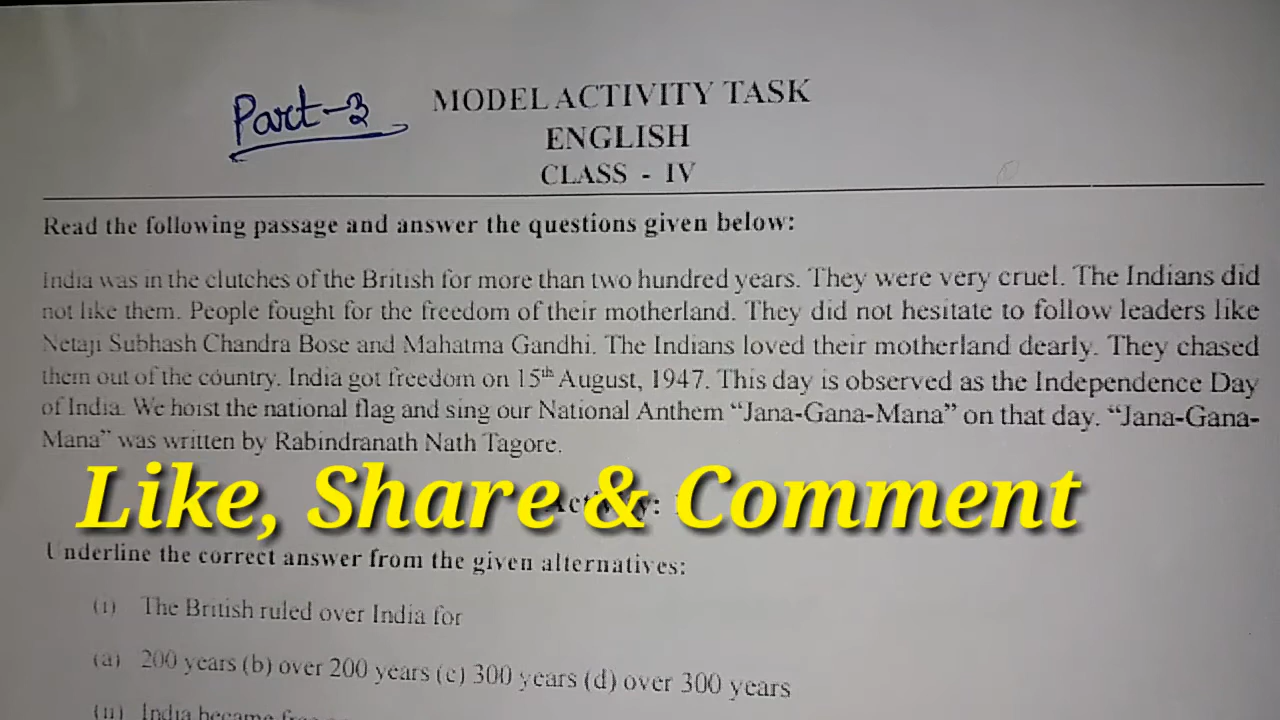 Part-3
MODEL ACTIVITY TASK
ENGLISH
CLASS - IV
Read the following passage and answer the questions given below:
India was in the clutches of the British for more than two hundred years. They were very cruel. The Indians did
not like them. People fought for the freedom of their motherland. They did not hesitate to follow leaders like
Netaji Subhash Chandra Bose and Mahatma Gandhi. The Indians loved their motherland dearly. They chased
them out of the country. India got freedom on 15th August, 1947. This day is observed as the Independence Day
of India. We hoist the national flag and sing our National Anthem “Jana-Gana-Mana” on that day. “Jana-Gana-
Mana” was written by Rabindranath Nath Tagore.
Like, Share & Comment
Underline the correct answer from the given alternatives:
(i) The British ruled over India for
(a) 200 years (b) over 200 years (c) 300 years (d) over 300 years
(ii) India became